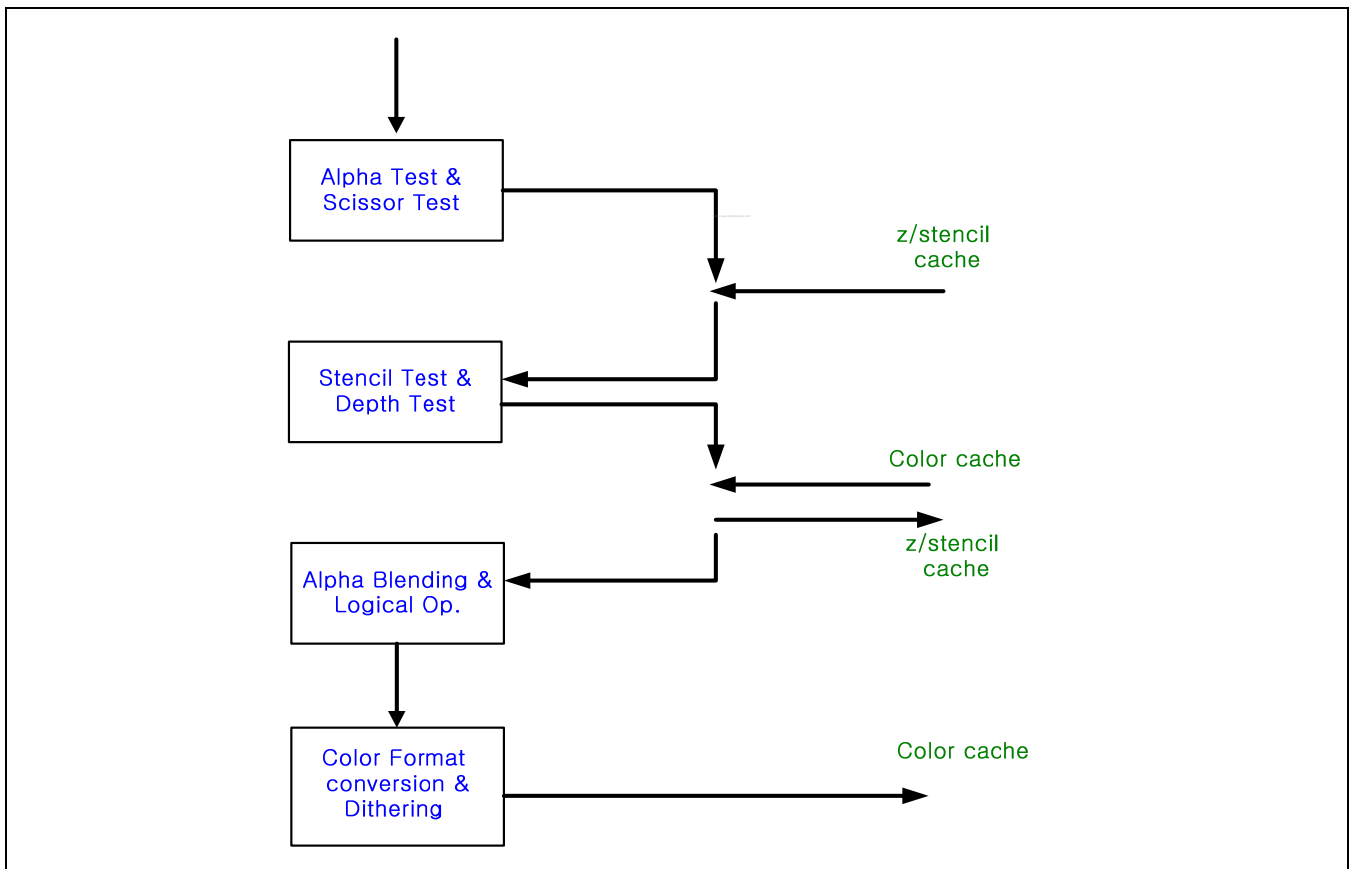 Alpha Test &
Scissor Test
z/stencil
cache
Stencil Test &
Depth Test
Color cache
z/stencil
cache
Alpha Blending &
Logical Op.
Color Format
conversion &
Dithering
Color cache